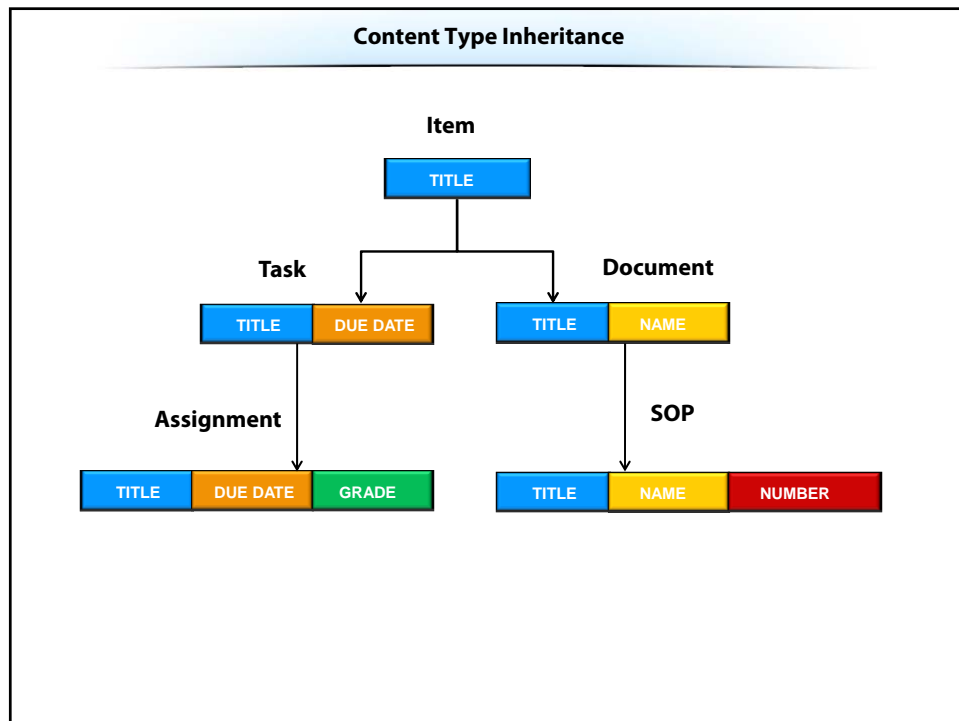 Content Type Inheritance
Item
TITLE
Task
Document
TITLE DUE DATE
TITLE NAME
Assignment
SOP
TITLE DUE DATE GRADE
TITLE NAME NUMBER